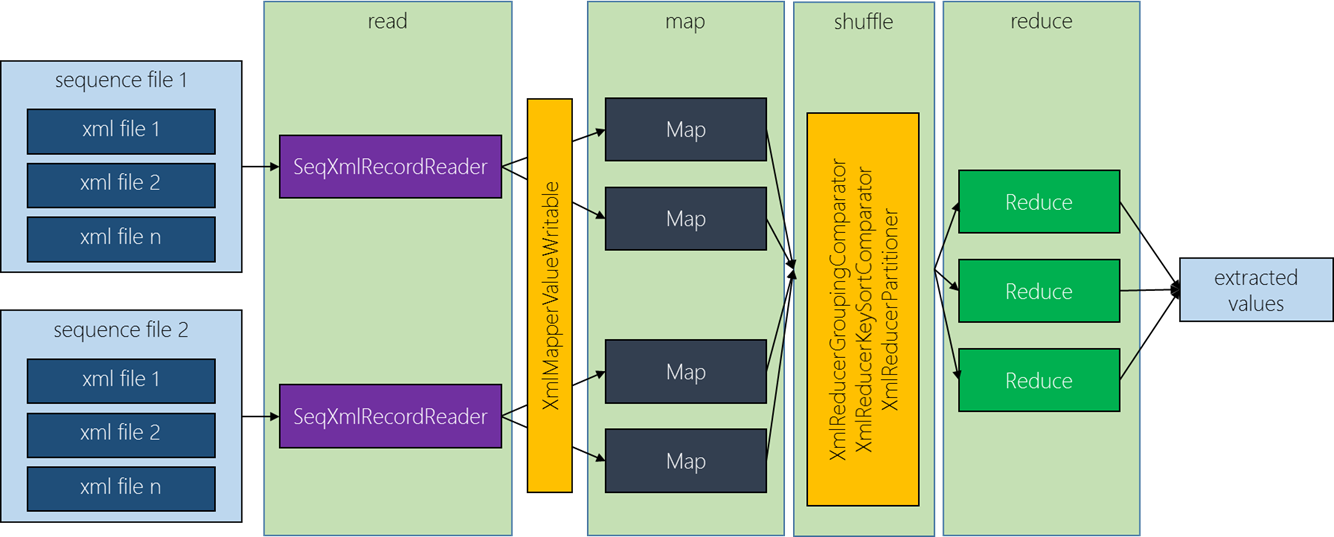 read
map
shuffle
reduce
sequence file 1
xml file 1
xml file 2
xml file n
sequence file 2
xml file 1
xml file 2
xml file n
SeqXmlRecordReader
SeqXmlRecordReader
XmlMapperValueWritable
Map
Map
Map
Map
XmlReducerGroupingComparator
XmlReducerKeySortComparator
XmlReducerPartitioner
Reduce
Reduce
Reduce
extracted
values